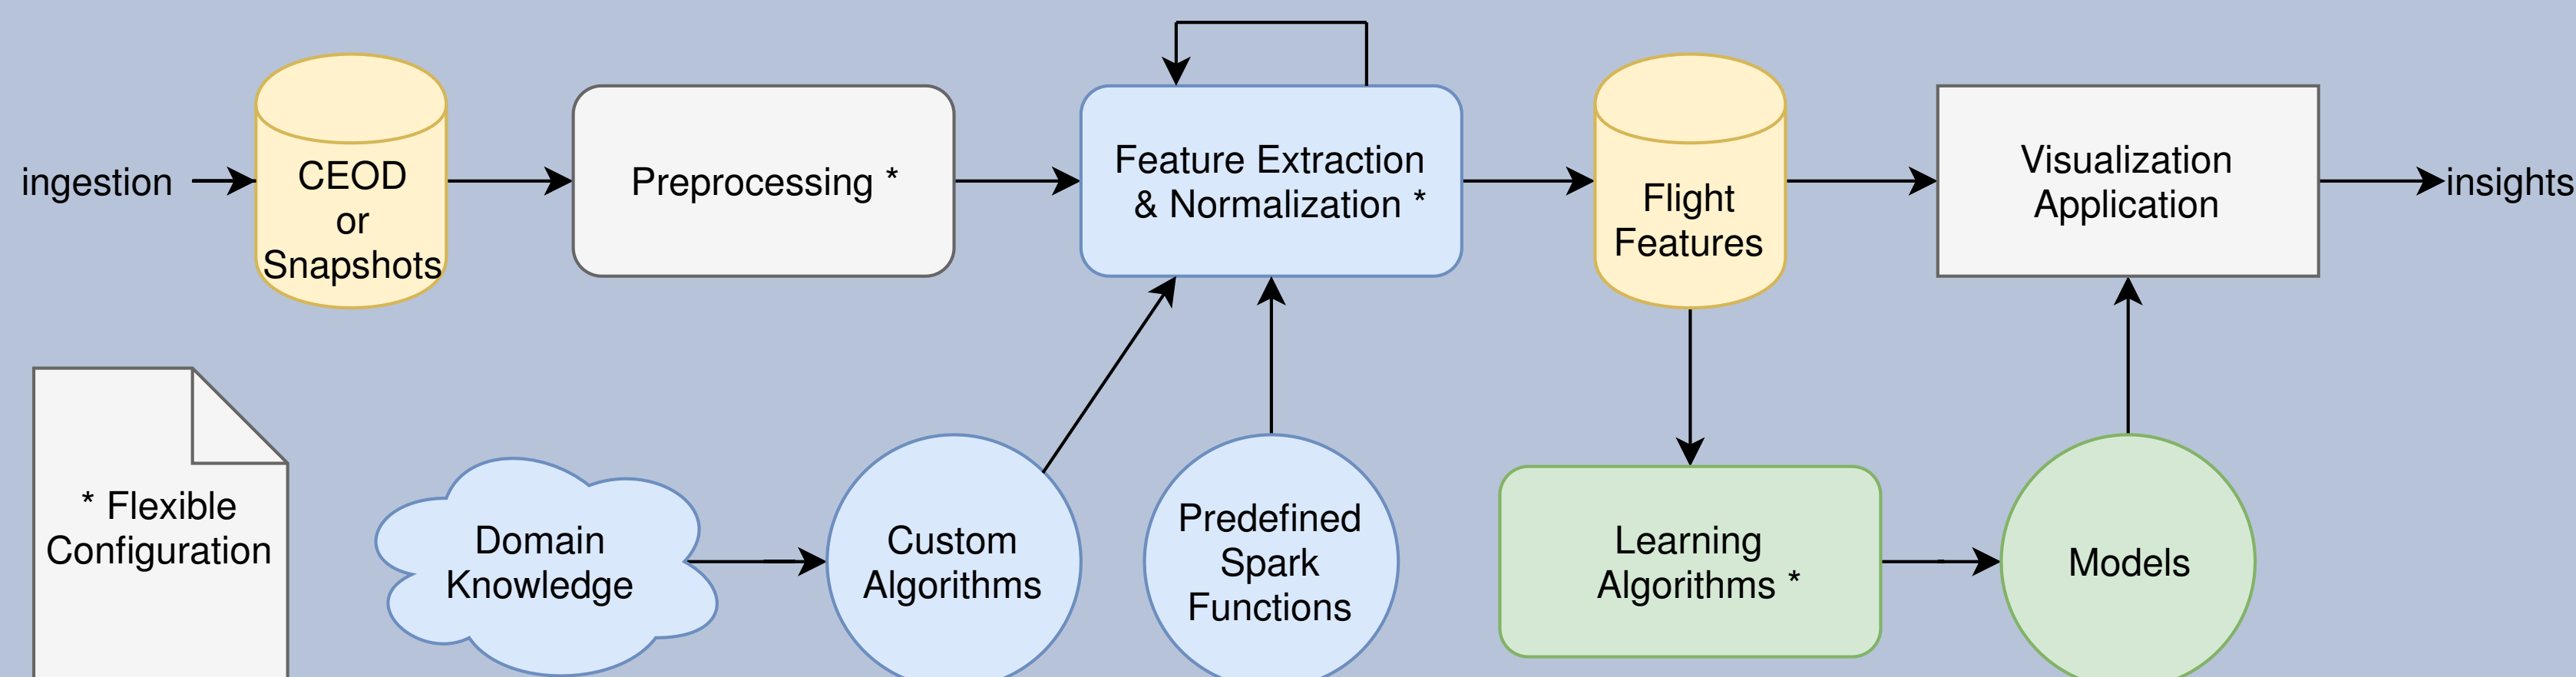 ingestion
CEOD
or
Snapshots
Preprocessing *
Feature Extraction
& Normalization *
Flight
Features
Visualization
Application
insights
* Flexible
Configuration
Domain
Knowledge
Custom
Algorithms
Predefined
Spark
Functions
Learning
Algorithms *
Models